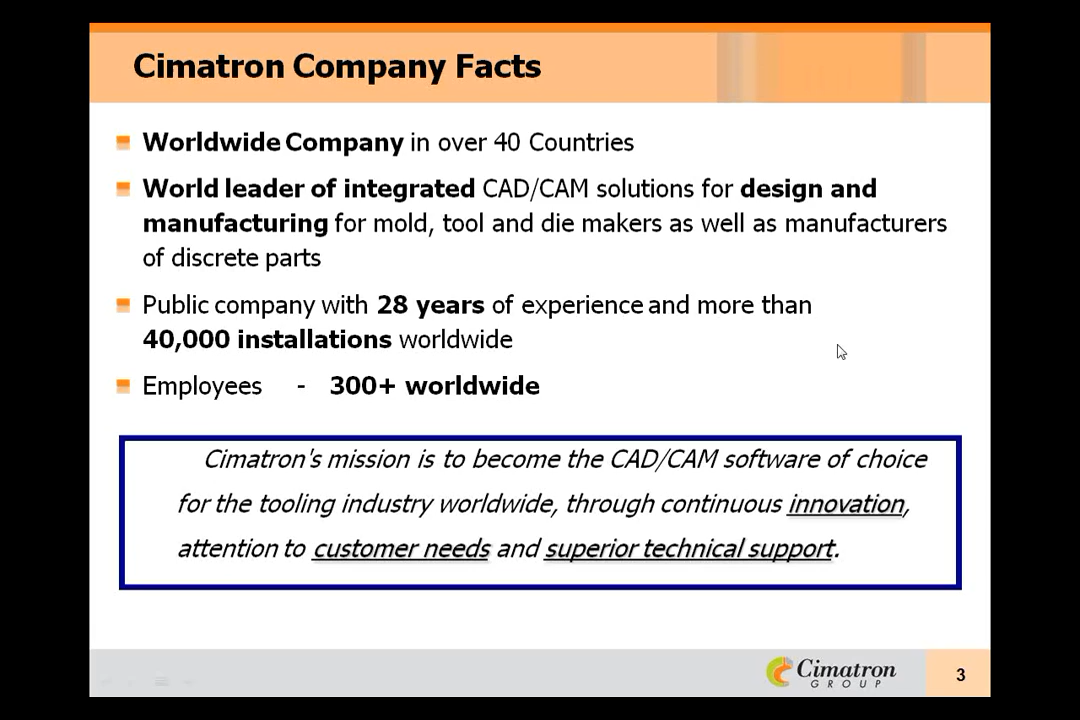 Cimatron Company Facts
Worldwide Company in over 40 Countries
World leader of integrated CAD/CAM solutions for design and
manufacturing for mold, tool and die makers as well as manufacturers
of discrete parts
Public company with 28 years of experience and more than
40,000 installations worldwide
Employees - 300+ worldwide
Cimatron's mission is to become the CAD/CAM software of choice
for the tooling industry worldwide, through continuous innovation,
attention to customer needs and superior technical support.
Cimatron
GROUP
3